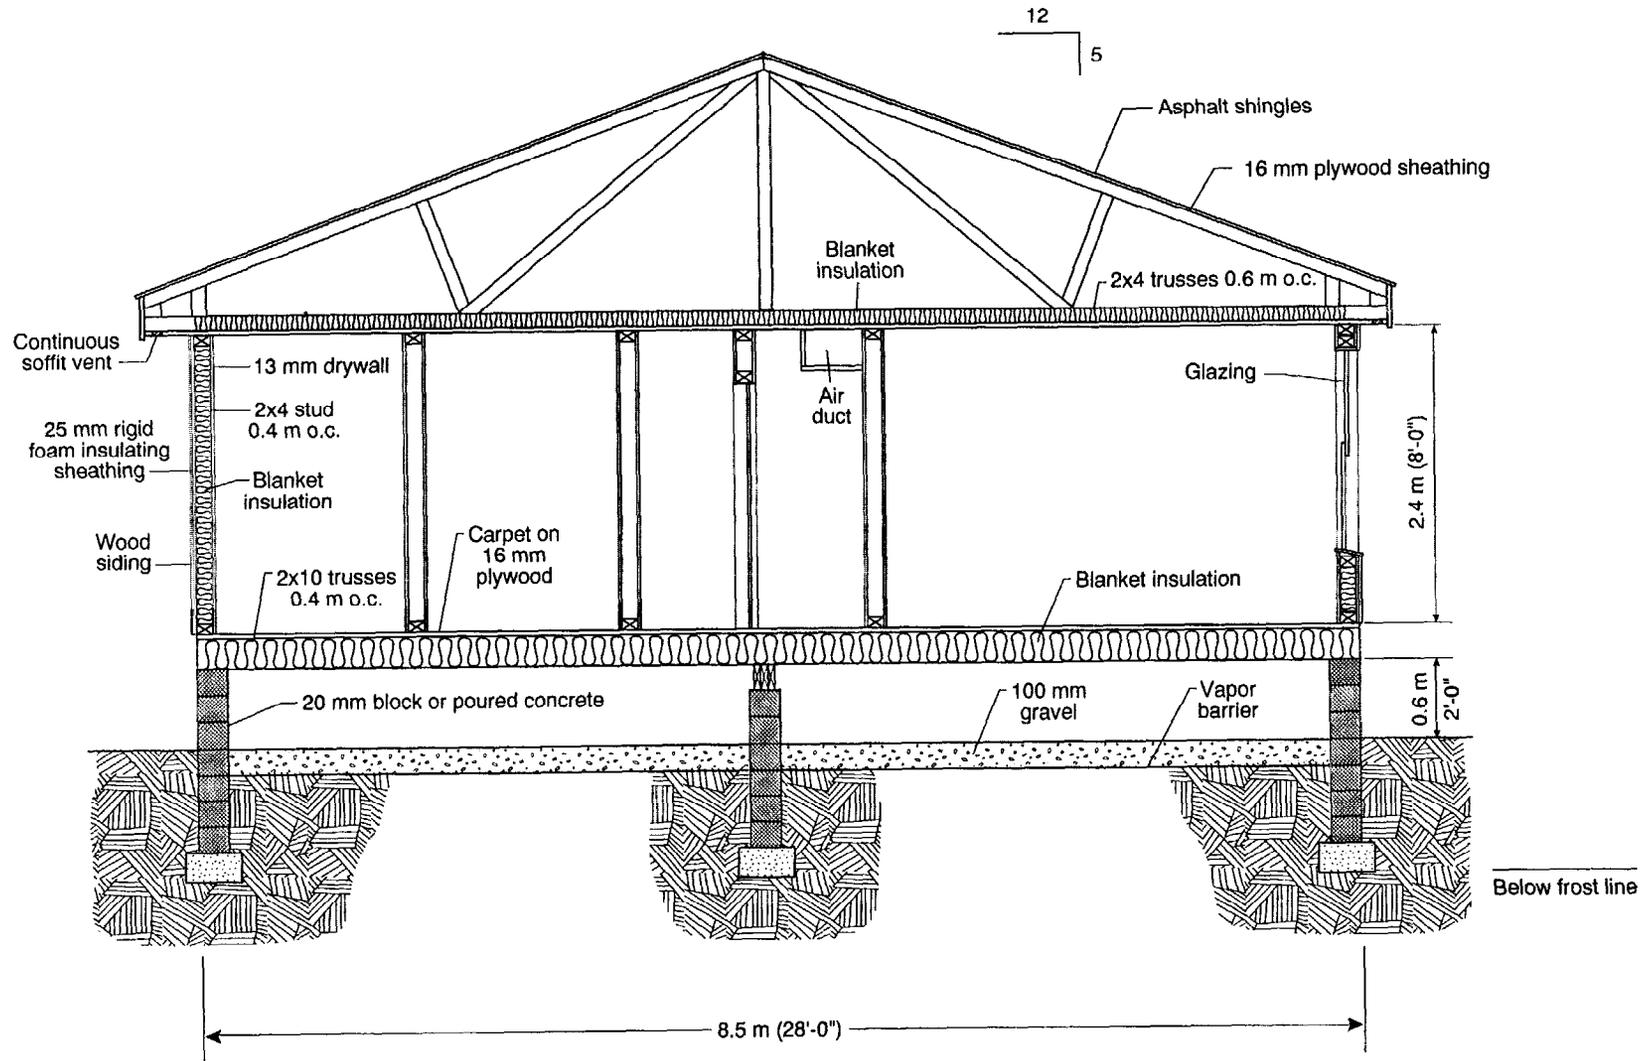 12
5
Asphalt shingles
16 mm plywood sheathing
Blanket
insulation
2x4 trusses 0.6 m o.c.
Continuous
soffit vent
13 mm drywall
Glazing
Air
duct
2x4 stud
0.4 m o.c.
25 mm rigid
foam insulating
sheathing
Blanket
insulation
2.4 m (8'-0")
Wood
siding
Carpet on
16 mm
plywood
2x10 trusses
0.4 m o.c.
Blanket insulation
20 mm block or poured concrete
100 mm
gravel
Vapor
barrier
0.6 m
2'-0"
Below frost line
8.5 m (28'-0")